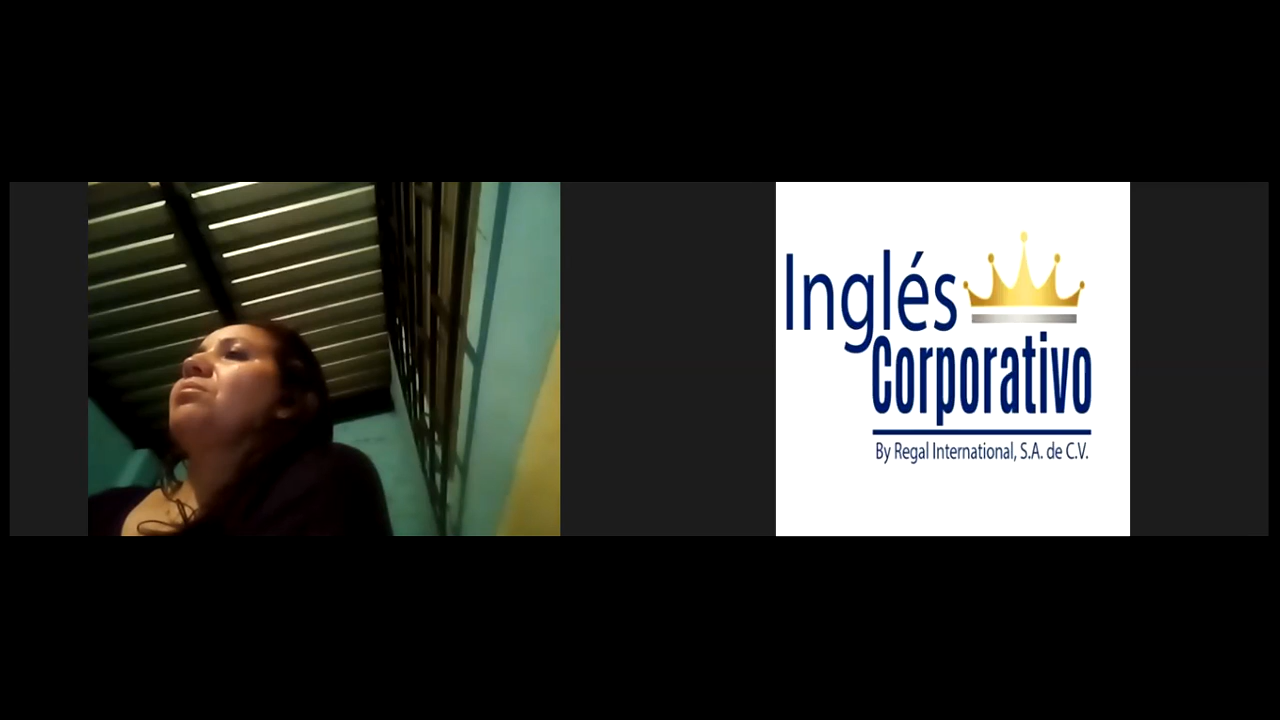 Inglés
Corporativo
By Regal International, S.A. de C.V.